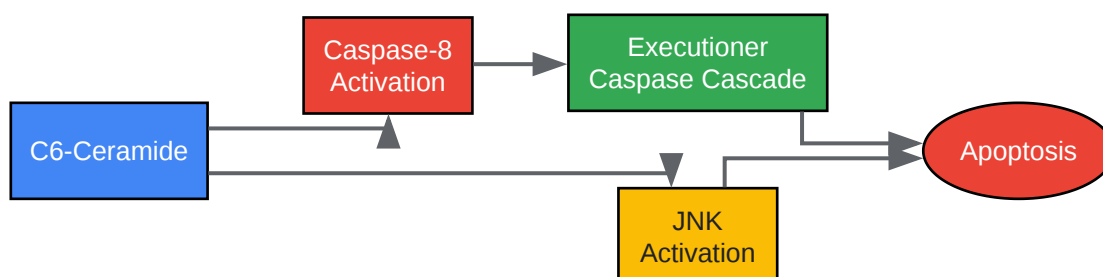 C6-Ceramide
Caspase-8
Activation
Executioner
Caspase Cascade
JNK
Activation
Apoptosis